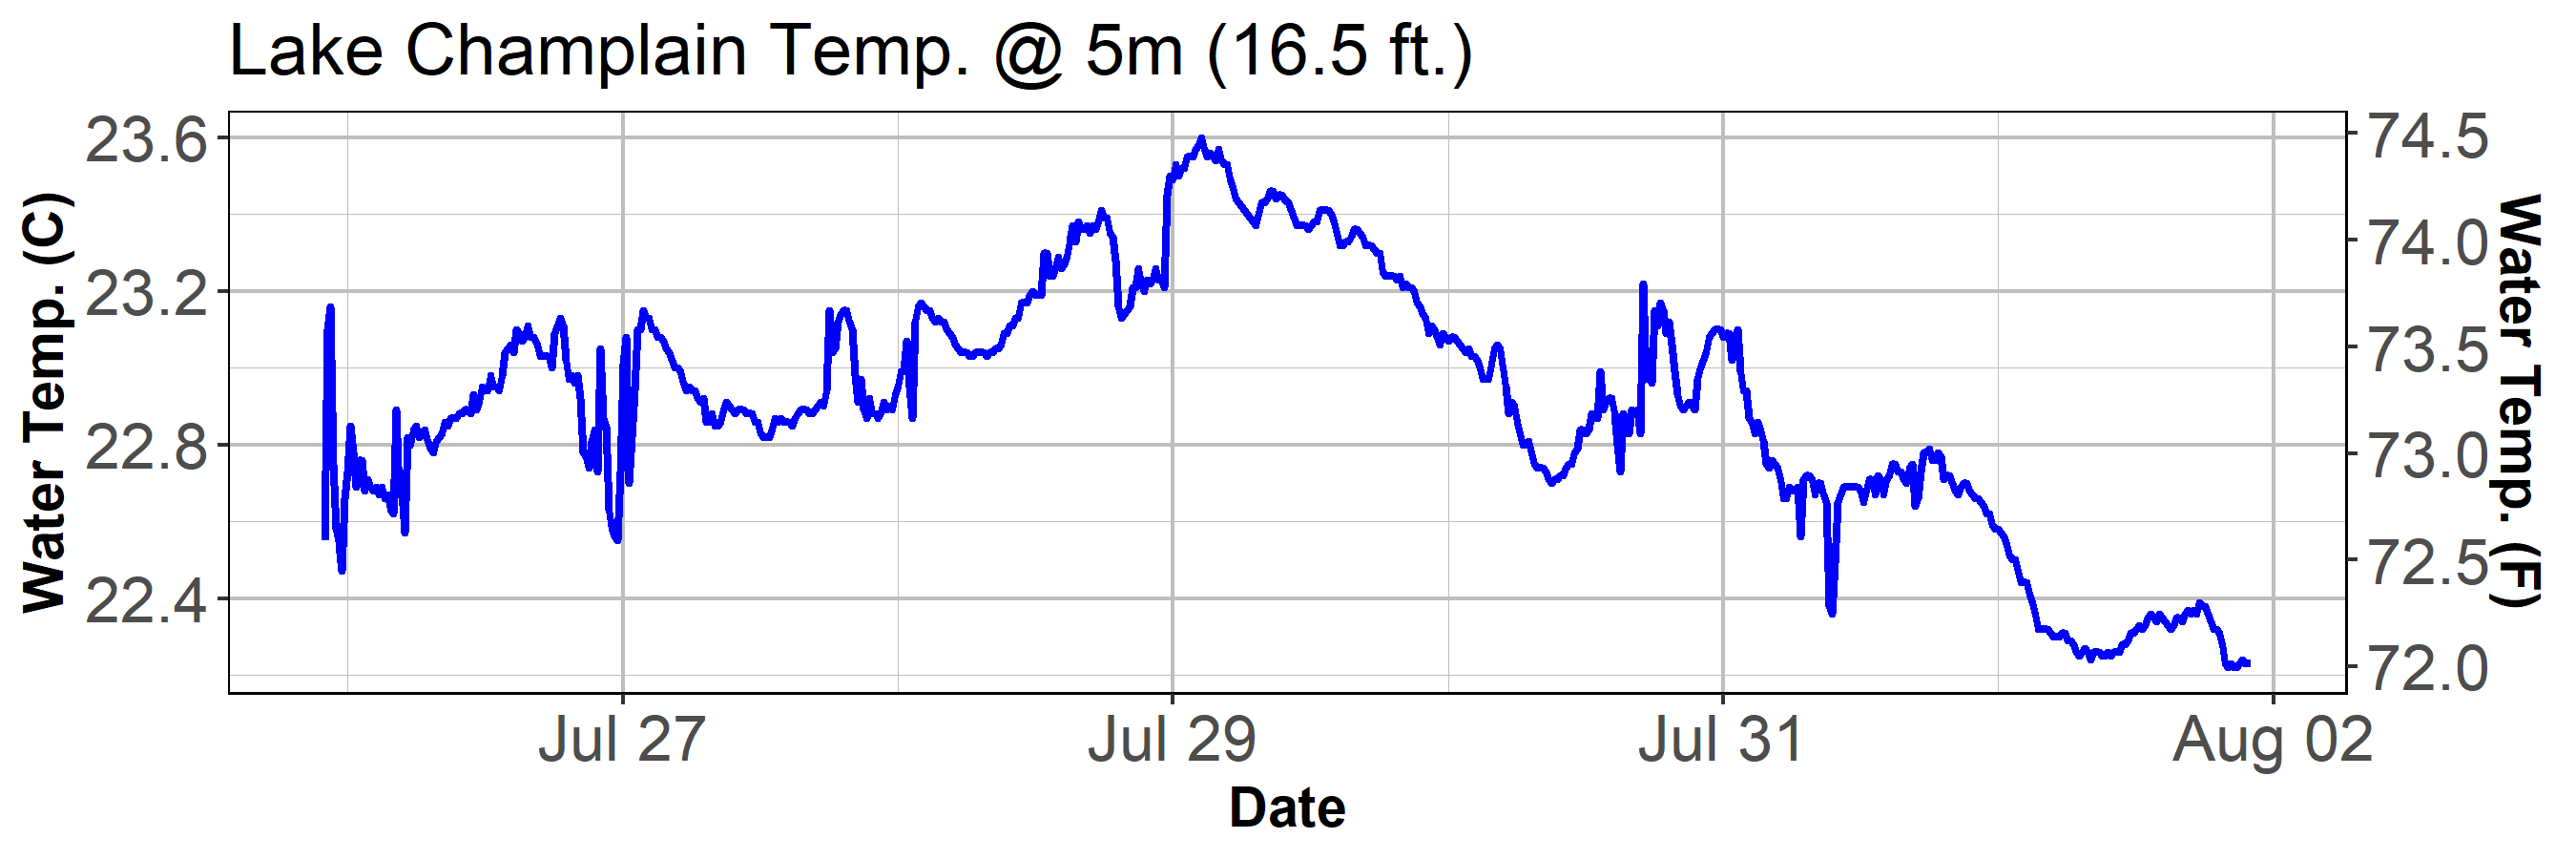 Lake Champlain Temp. @ 5m (16.5 ft.)
Water Temp. (C)
23.6
23.2
22.8
22.4
74.5
74.0
73.5
73.0
72.5
72.0
Water Temp. (F)
Jul 27
Jul 29
Jul 31
Aug 02
Date